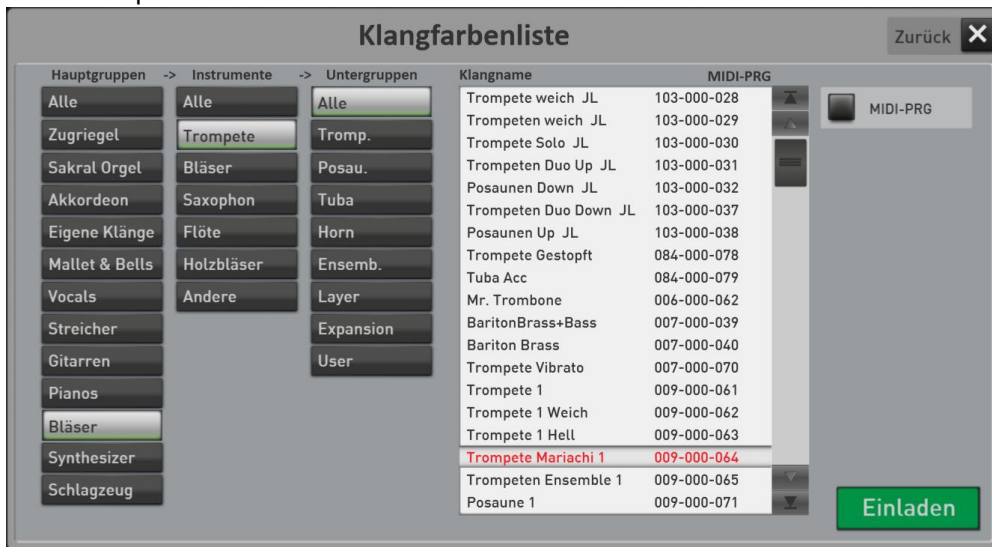 Klangfarbenliste
Zurück
Hauptgruppen -> Instrumente -> Untergruppen
Alle
Zugriegel
Sakral Orgel
Akkordeon
Eigene Klänge
Mallet & Bells
Vocals
Streicher
Gitarren
Pianos
Bläser
Synthesizer
Schlagzeug
Alle
Trompete
Bläser
Saxophon
Flöte
Holzbläser
Andere
Alle
Tromp.
Posau.
Tuba
Horn
Ensemb.
Layer
Expansion
User
Klangname MIDI-PRG
Trompete weich JL 103-000-028
Trompeten weich JL 103-000-029
Trompete Solo JL 103-000-030
Trompeten Duo Up JL 103-000-031
Posaunen Down JL 103-000-032
Trompeten Duo Down JL 103-000-037
Posaunen Up JL 103-000-038
Trompete Gestopft 084-000-078
Tuba Acc 084-000-079
Mr. Trombone 006-000-062
BaritonBrass+Bass 007-000-039
Bariton Brass 007-000-040
Trompete Vibrato 007-000-070
Trompete 1 009-000-061
Trompete 1 Weich 009-000-062
Trompete 1 Hell 009-000-063
Trompete Mariachi 1 009-000-064
Trompeten Ensemble 1 009-000-065
Posaune 1 009-000-071
MIDI-PRG
Einladen